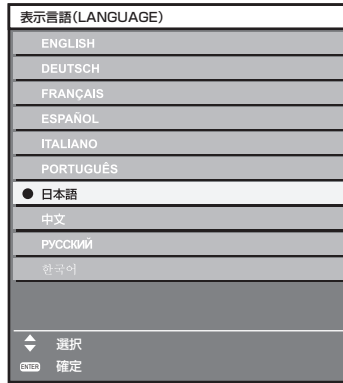 表示言語(LANGUAGE)
ENGLISH
DEUTSCH
FRANÇAIS
ESPAÑOL
ITALIANO
PORTUGUÊS
日本語
中文
РУССКИЙ
한국어
選択
ENTER 確定